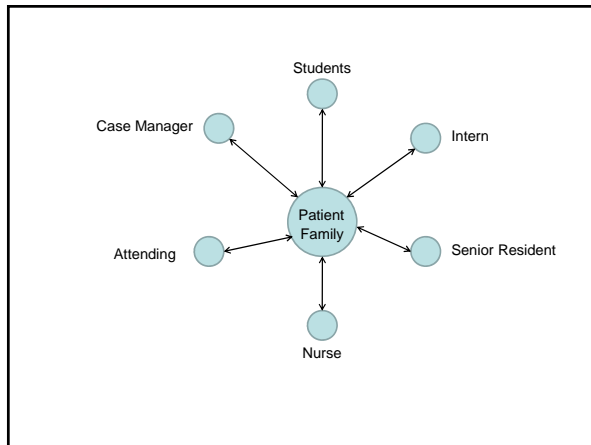 Students
Case Manager
Intern
Patient
Family
Attending
Senior Resident
Nurse